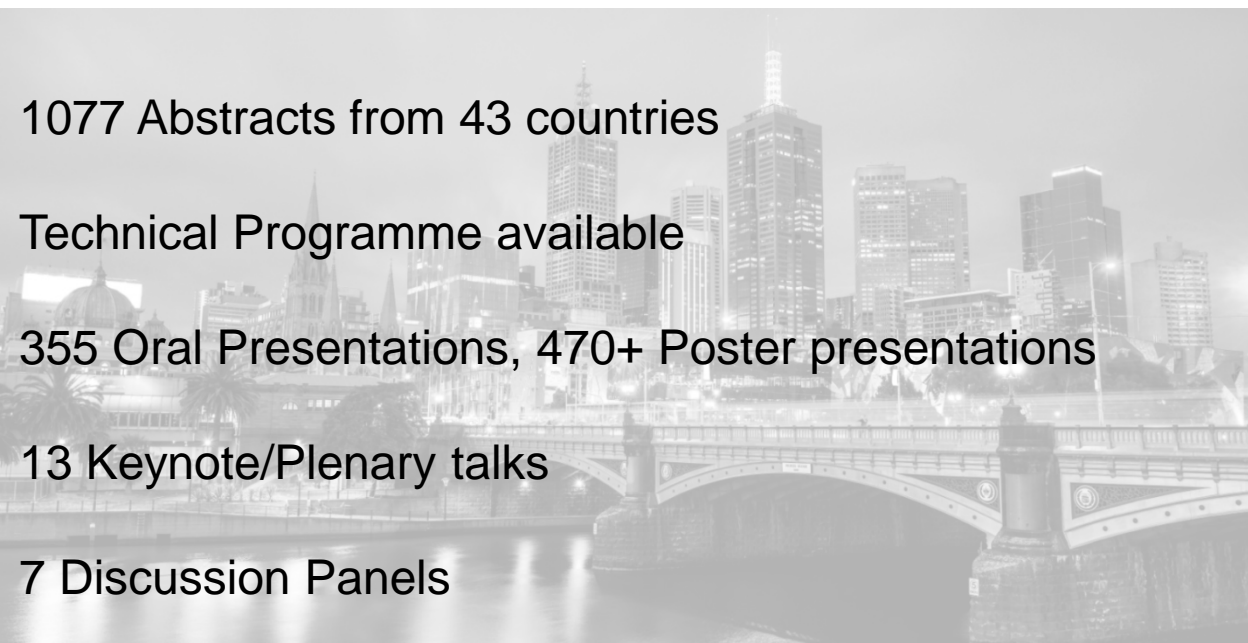 1077 Abstracts from 43 countries
Technical Programme available
355 Oral Presentations, 470+ Poster presentations
13 Keynote/Plenary talks
7 Discussion Panels